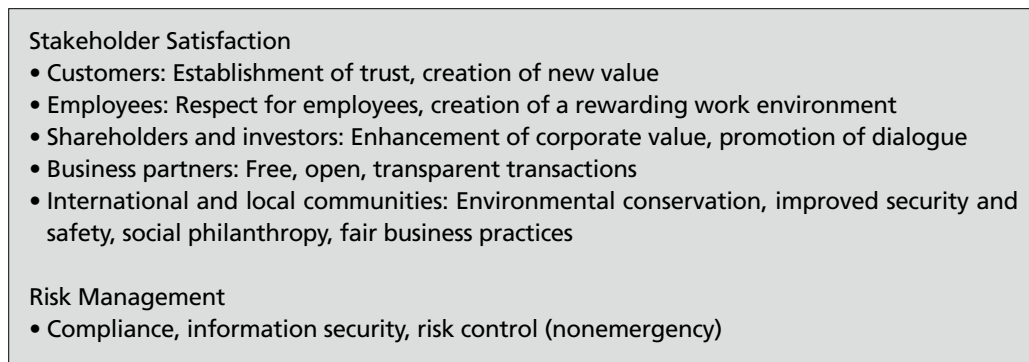 Stakeholder Satisfaction
• Customers: Establishment of trust, creation of new value
• Employees: Respect for employees, creation of a rewarding work environment
• Shareholders and investors: Enhancement of corporate value, promotion of dialogue
• Business partners: Free, open, transparent transactions
• International and local communities: Environmental conservation, improved security and
safety, social philanthropy, fair business practices
Risk Management
• Compliance, information security, risk control (nonemergency)